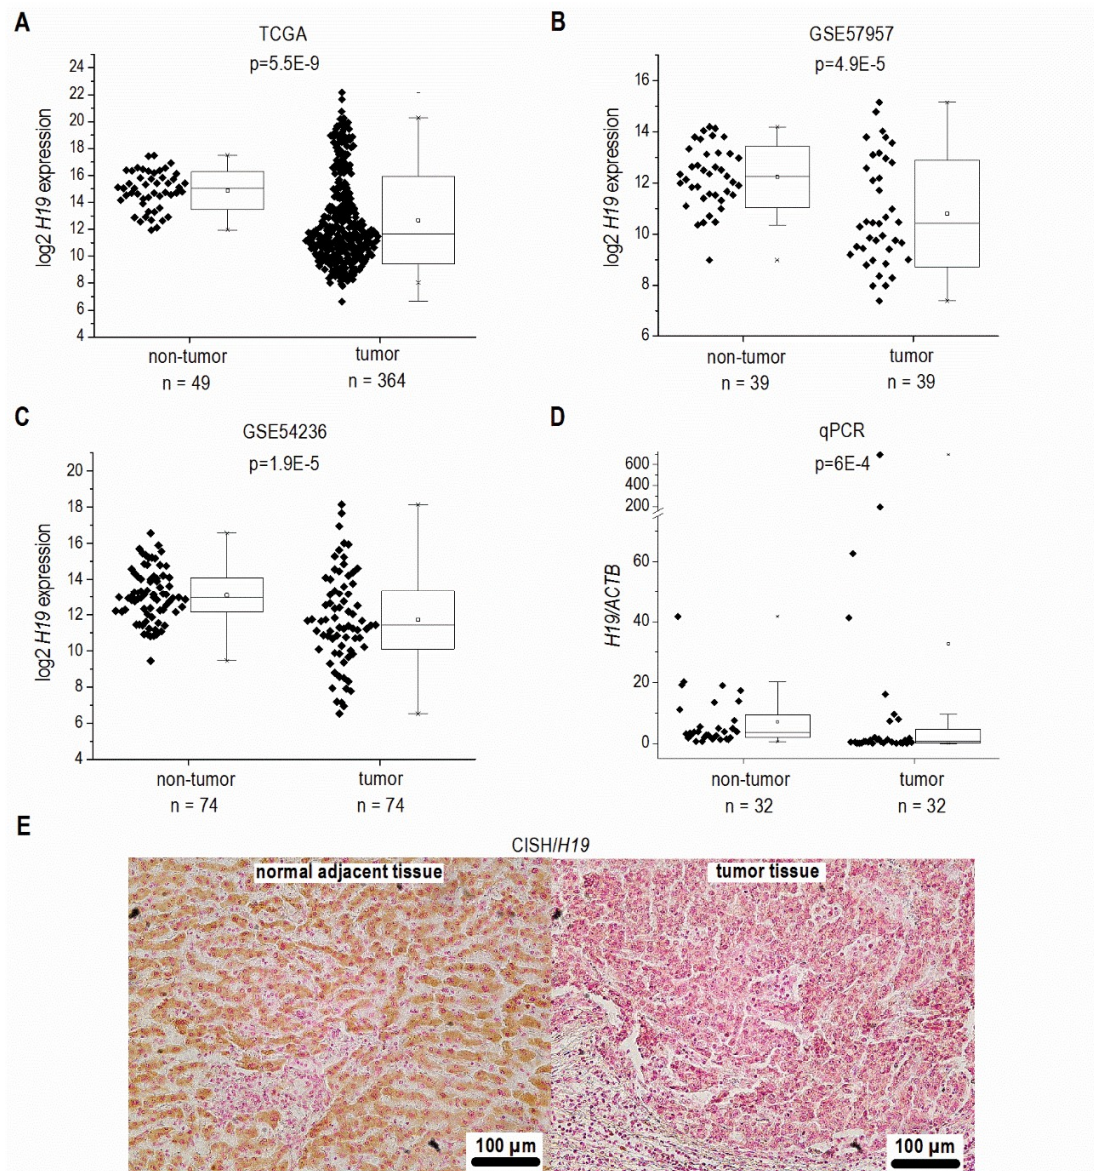 A
TCGA
p=5.5E-9
log2 H19 expression
24
22
20
18
16
14
12
10
8
6
4
non-tumor
tumor
n = 49
n = 364
B
GSE57957
p=4.9E-5
log2 H19 expression
16
14
12
10
8
6
non-tumor
tumor
n = 39
n = 39
C
GSE54236
p=1.9E-5
log2 H19 expression
20
18
16
14
12
10
8
6
4
non-tumor
tumor
n = 74
n = 74
D
qPCR
p=6E-4
H19/ACTB
600
400
200
60
40
20
0
non-tumor
tumor
n = 32
n = 32
E
CISH/H19
normal adjacent tissue
tumor tissue
100 µm
100 µm